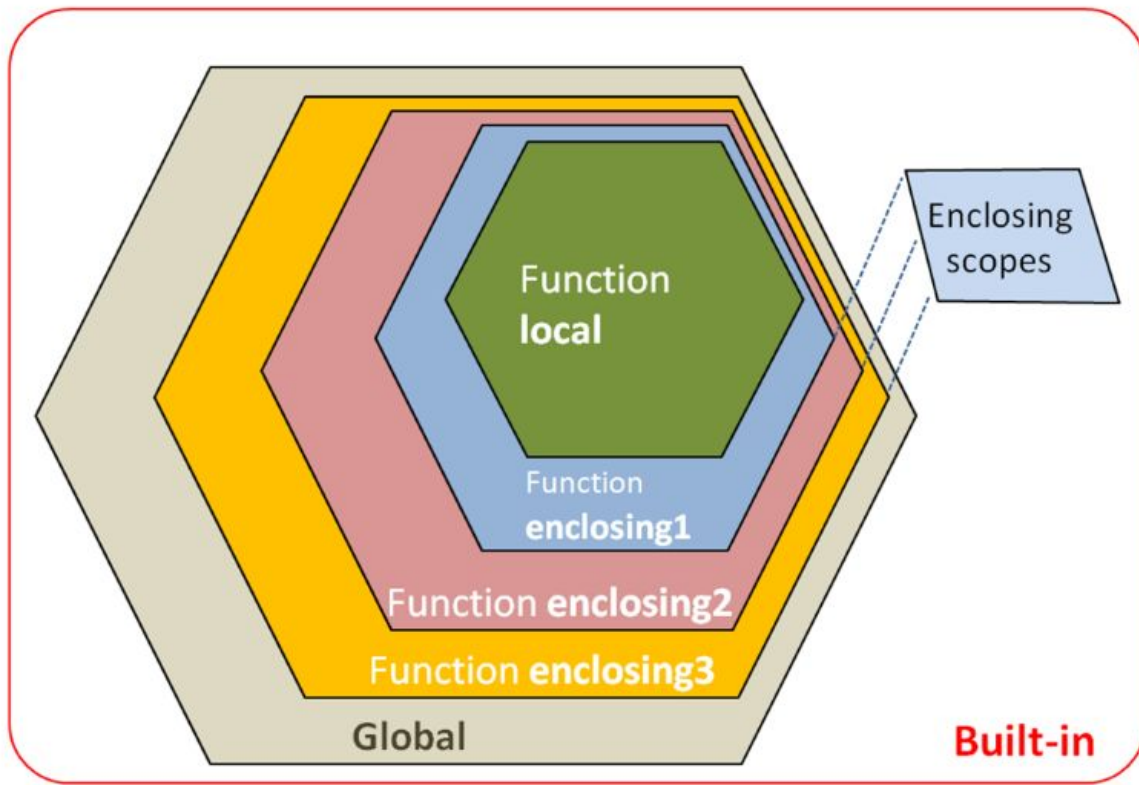 Enclosing
scopes
Function
local
Function
enclosing1
Function enclosing2
Function enclosing3
Global
Built-in